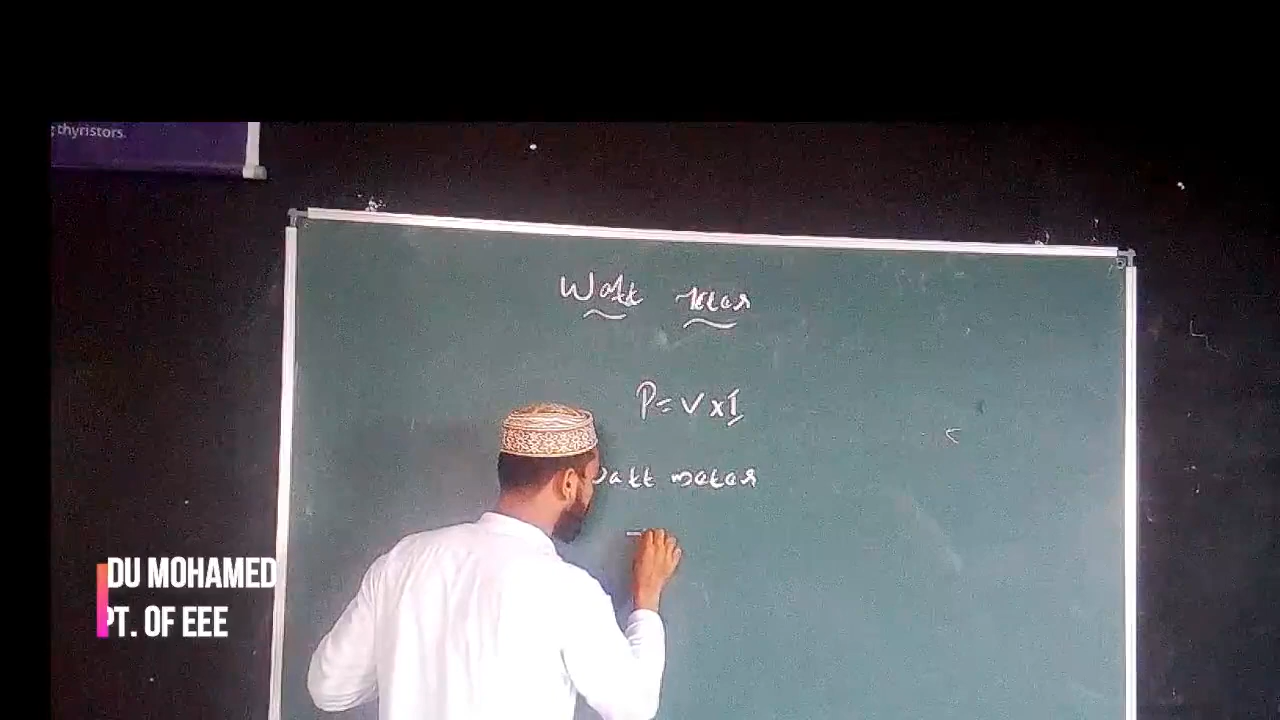 thyristors.
Watt meter
P = V x I
Watt meter
DU MOHAMED
PT. OF EEE